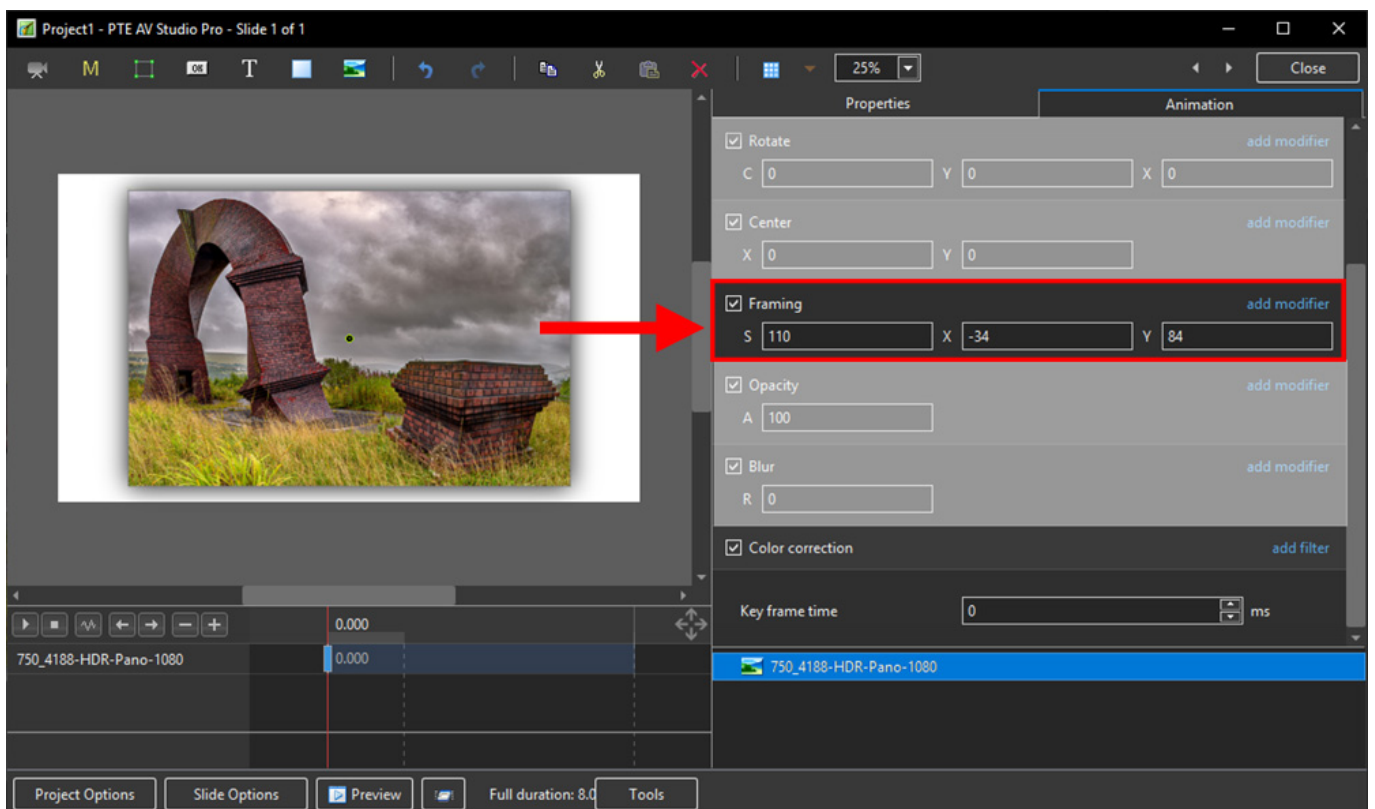 Project1 - PTE AV Studio Pro - Slide 1 of 1
M OK T 25% Close
Properties Animation
Rotate add modifier
C 0 Y 0 X 0
Center add modifier
X 0 Y 0
Framing add modifier
S 110 X -34 Y 84
Opacity add modifier
A 100
Blur add modifier
R 0
Color correction add filter
Key frame time 0 ms
0.000
750_4188-HDR-Pano-1080 0.000
750_4188-HDR-Pano-1080
Project Options Slide Options Preview Full duration: 8.0 Tools